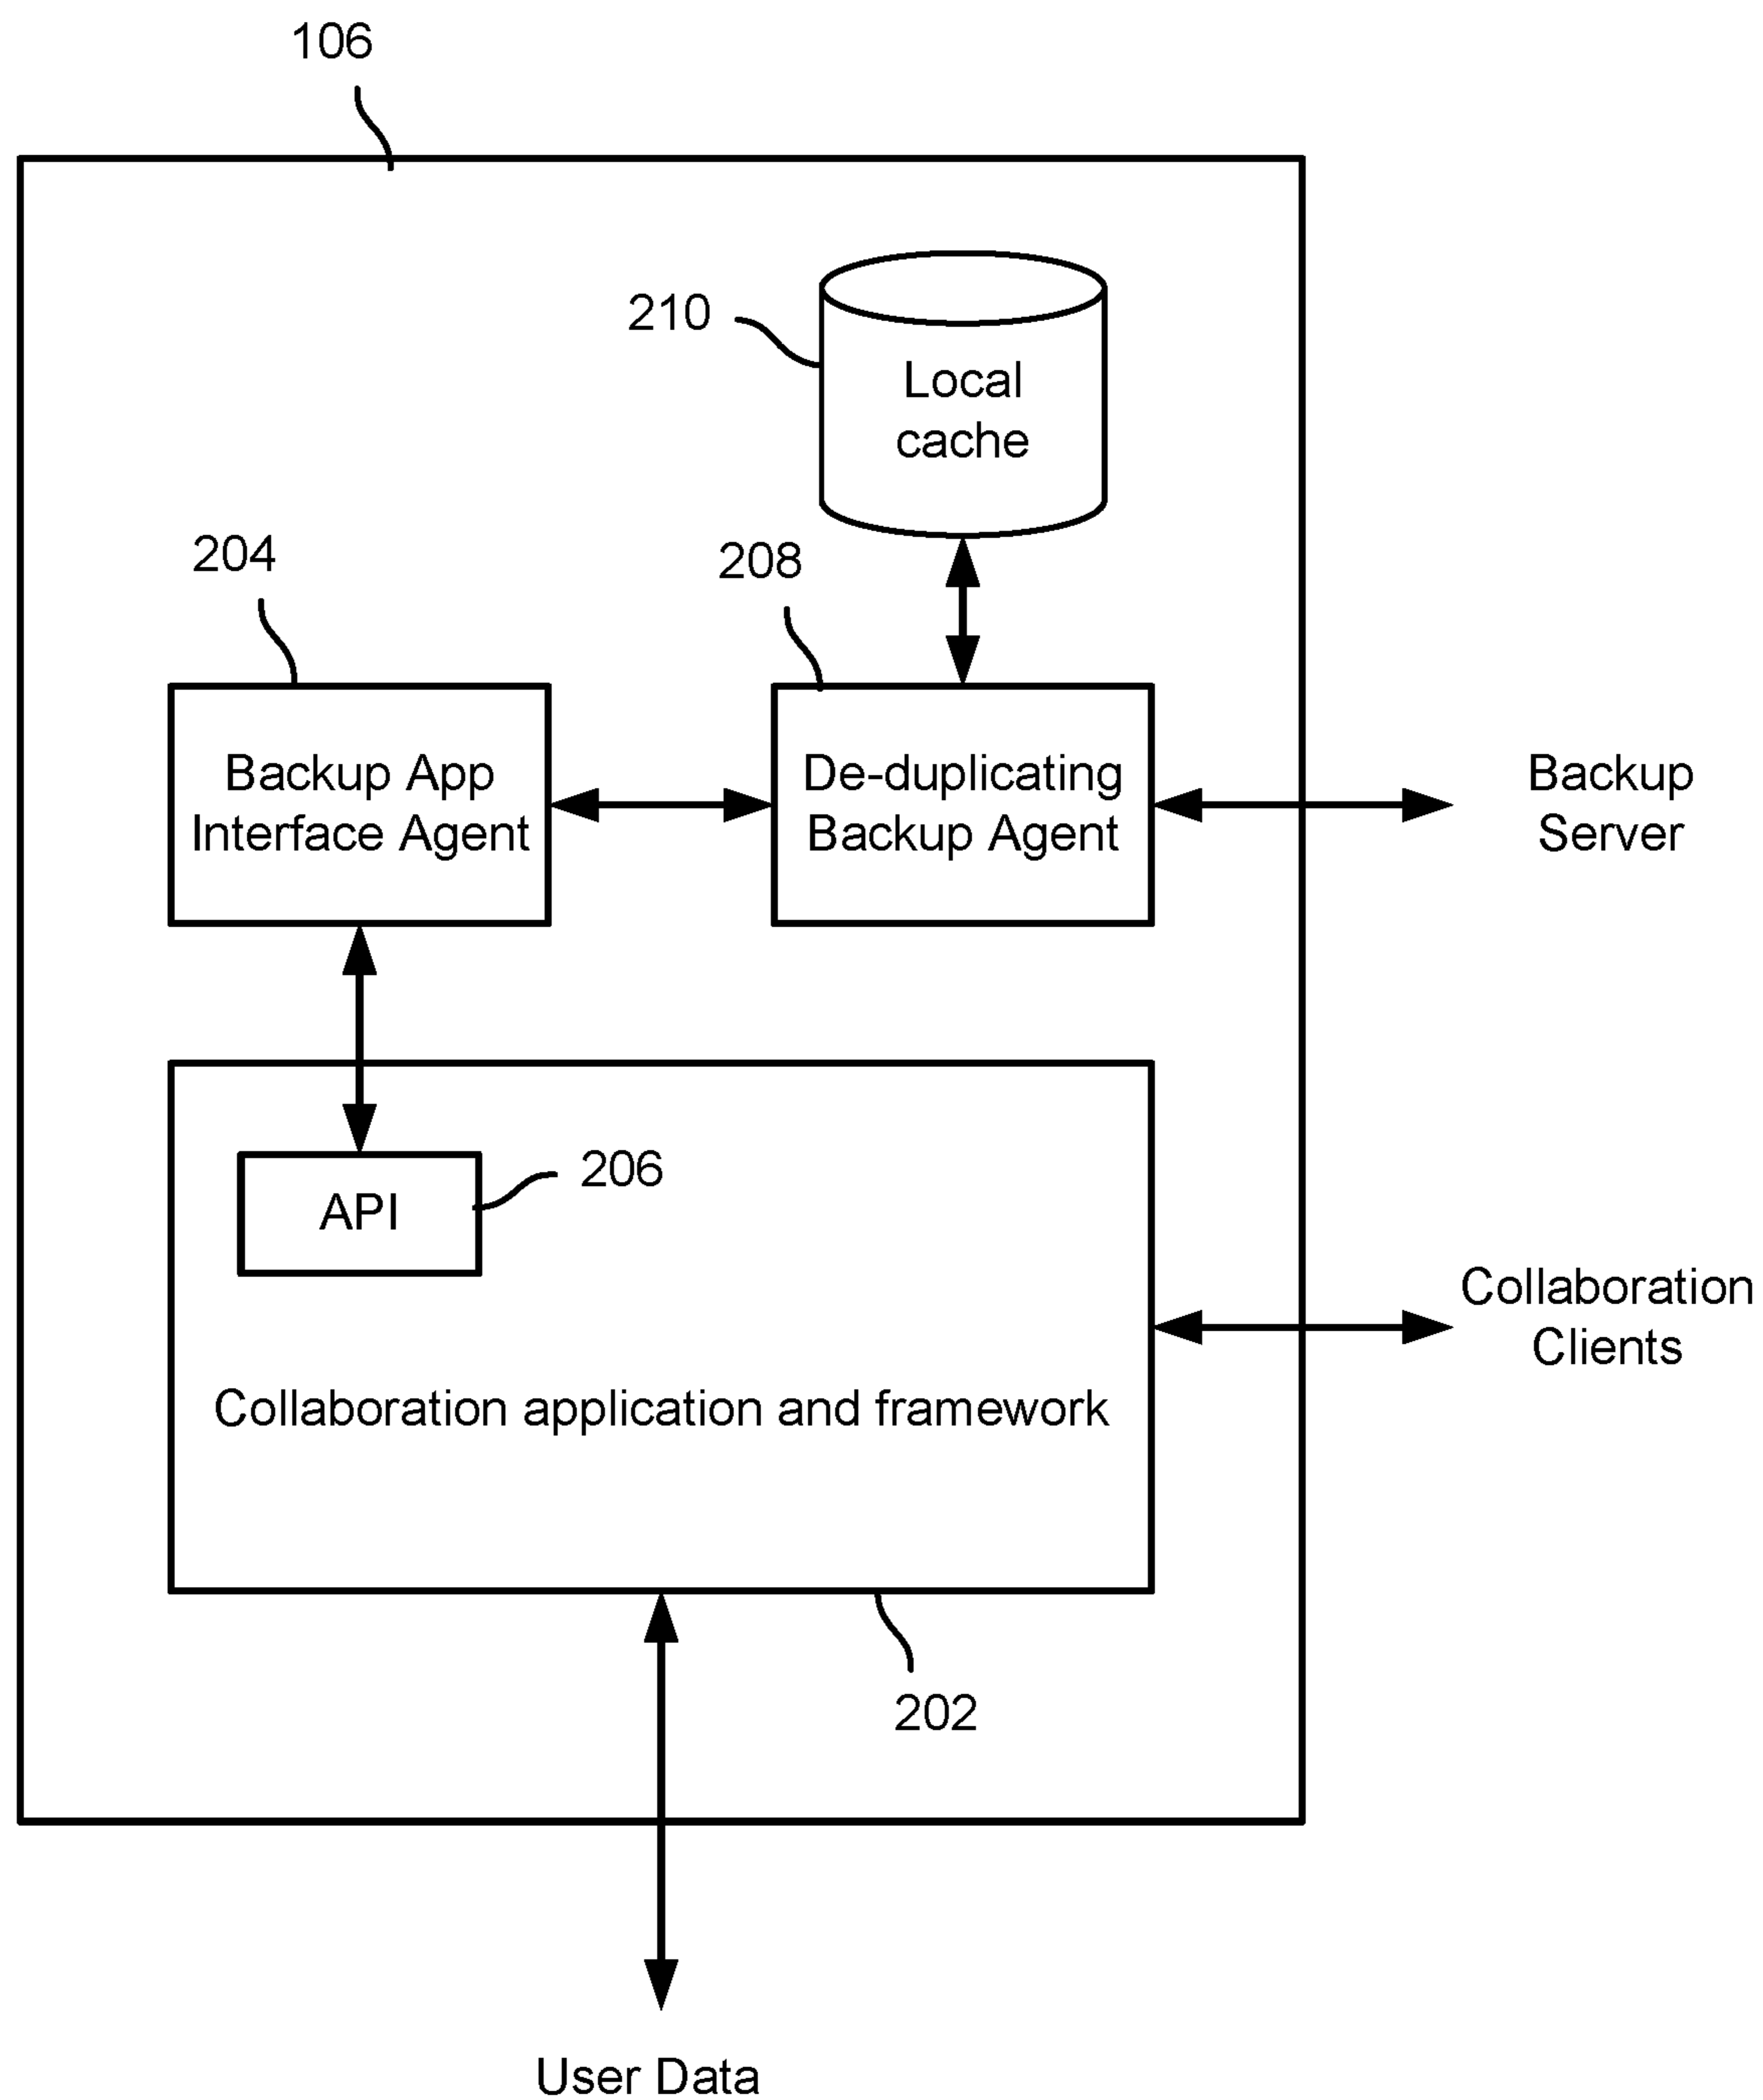 106
210
Local
cache
204
208
Backup App
Interface Agent
De-duplicating
Backup Agent
Backup
Server
API
206
Collaboration
Clients
Collaboration application and framework
202
User Data